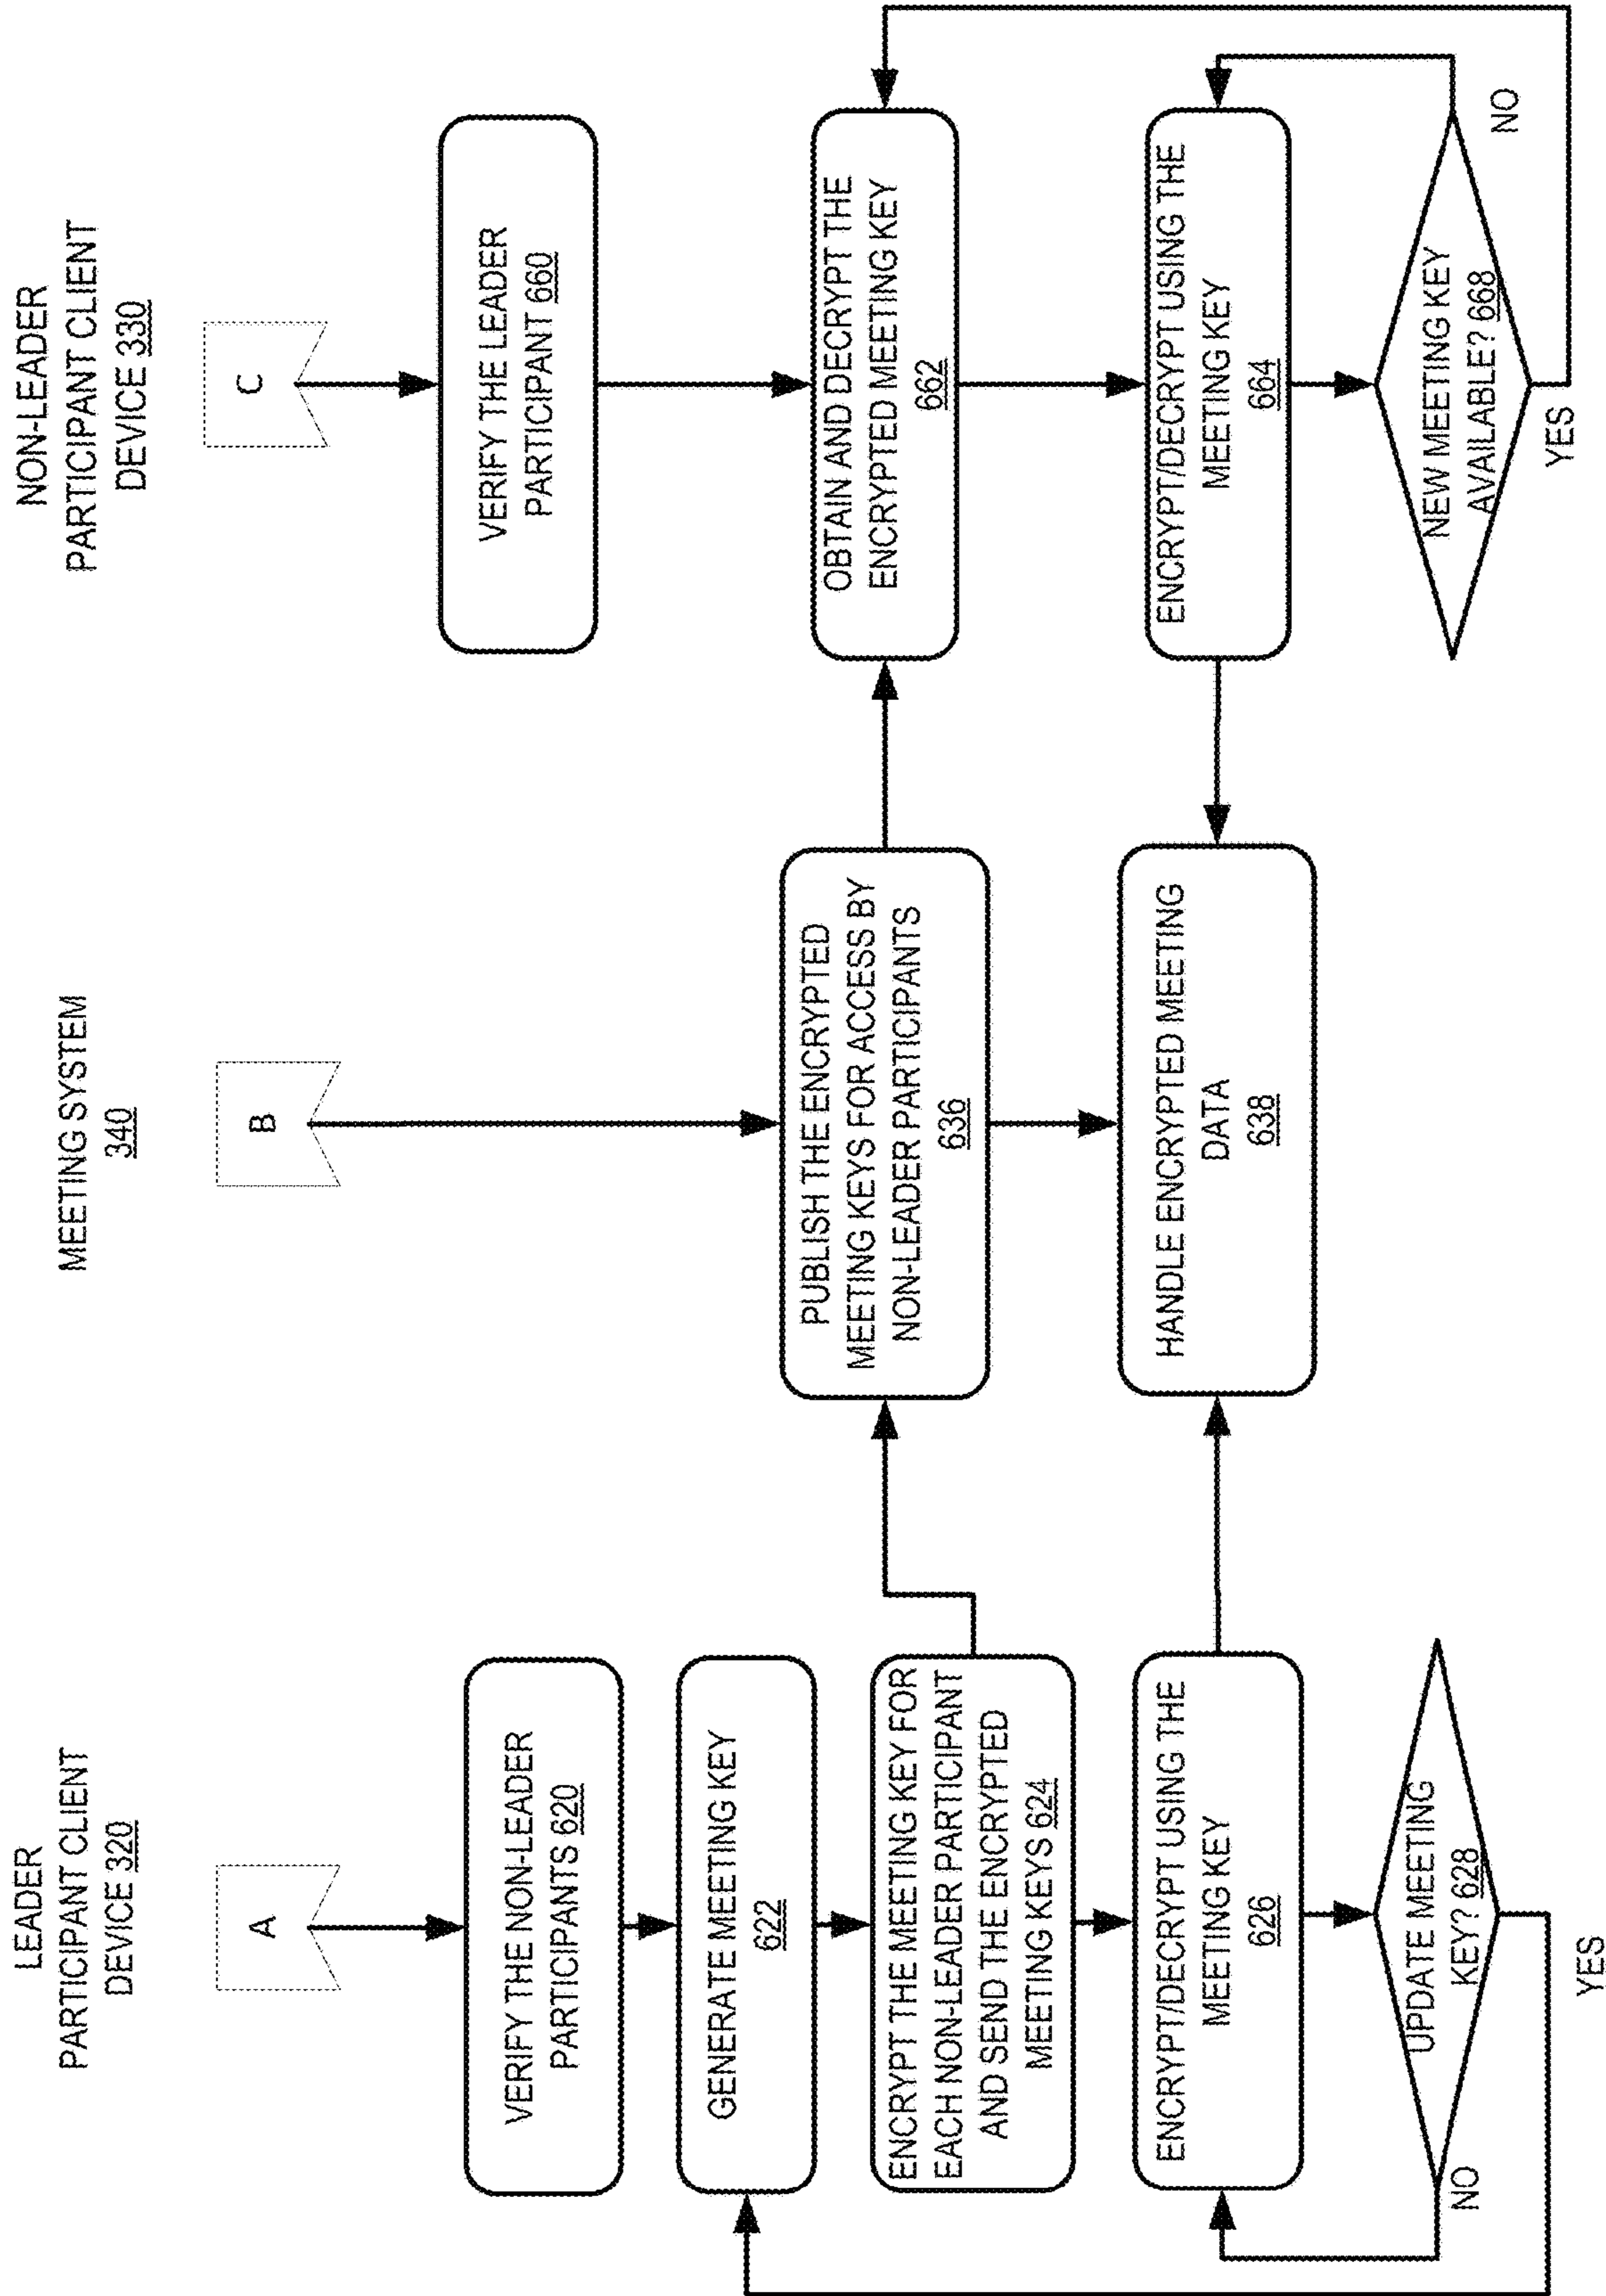 LEADER
PARTICIPANT CLIENT
DEVICE 320
A
VERIFY THE NON-LEADER
PARTICIPANTS 620
GENERATE MEETING KEY
622
ENCRYPT THE MEETING KEY FOR
EACH NON-LEADER PARTICIPANT
AND SEND THE ENCRYPTED
MEETING KEYS 624
ENCRYPT/DECRYPT USING THE
MEETING KEY
626
UPDATE MEETING
KEY? 628
NO
YES
MEETING SYSTEM
340
B
PUBLISH THE ENCRYPTED
MEETING KEYS FOR ACCESS BY
NON-LEADER PARTICIPANTS
636
HANDLE ENCRYPTED MEETING
DATA
638
NON-LEADER
PARTICIPANT CLIENT
DEVICE 330
C
VERIFY THE LEADER
PARTICIPANT 660
OBTAIN AND DECRYPT THE
ENCRYPTED MEETING KEY
662
ENCRYPT/DECRYPT USING THE
MEETING KEY
664
NEW MEETING KEY
AVAILABLE? 668
NO
YES